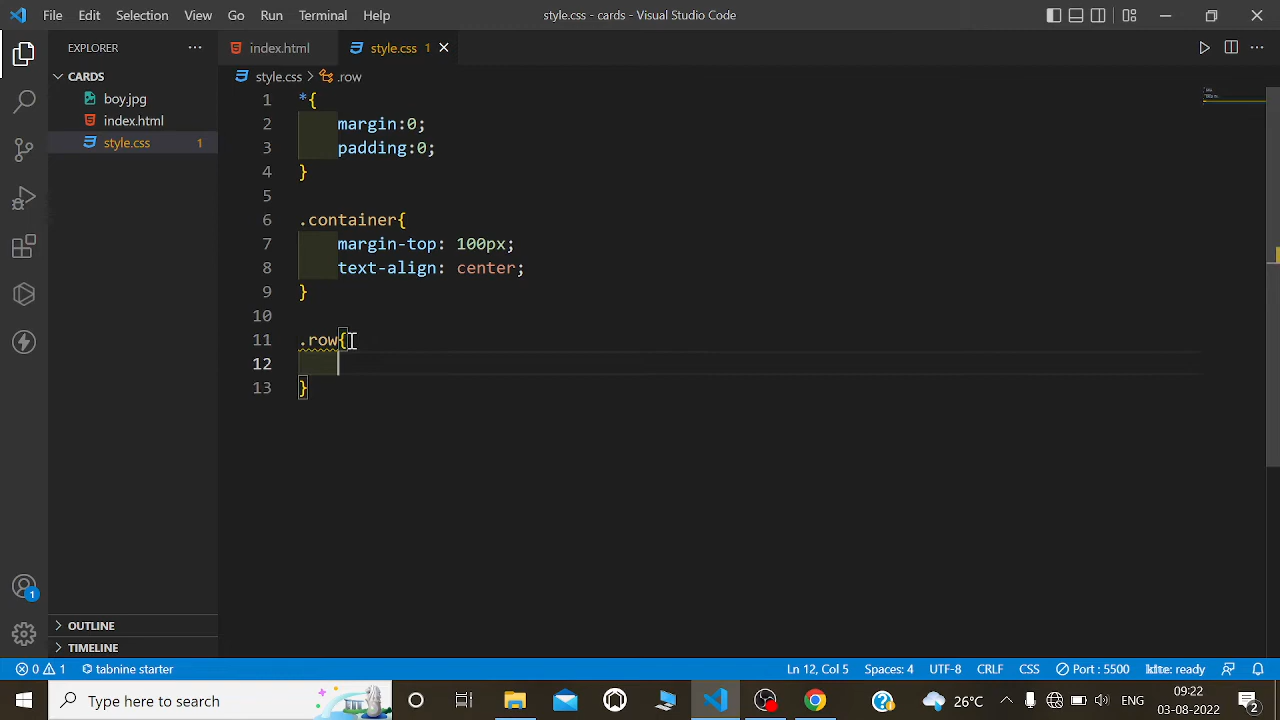 File Edit Selection View Go Run Terminal Help style.css - cards - Visual Studio Code
EXPLORER
index.html
style.css 1
style.css > .row
CARDS
boy.jpg
index.html
style.css 1
1 *{
2 margin:0;
3 padding:0;
4 }
5
6 .container{
7 margin-top: 100px;
8 text-align: center;
9 }
10
11 .row{
12
13 }
1
OUTLINE
TIMELINE
0 1 tabnine starter Ln 12, Col 5 Spaces: 4 UTF-8 CRLF CSS Port : 5500 kite: ready
Type here to search 26°C ENG 09:22
03-08-2022 2